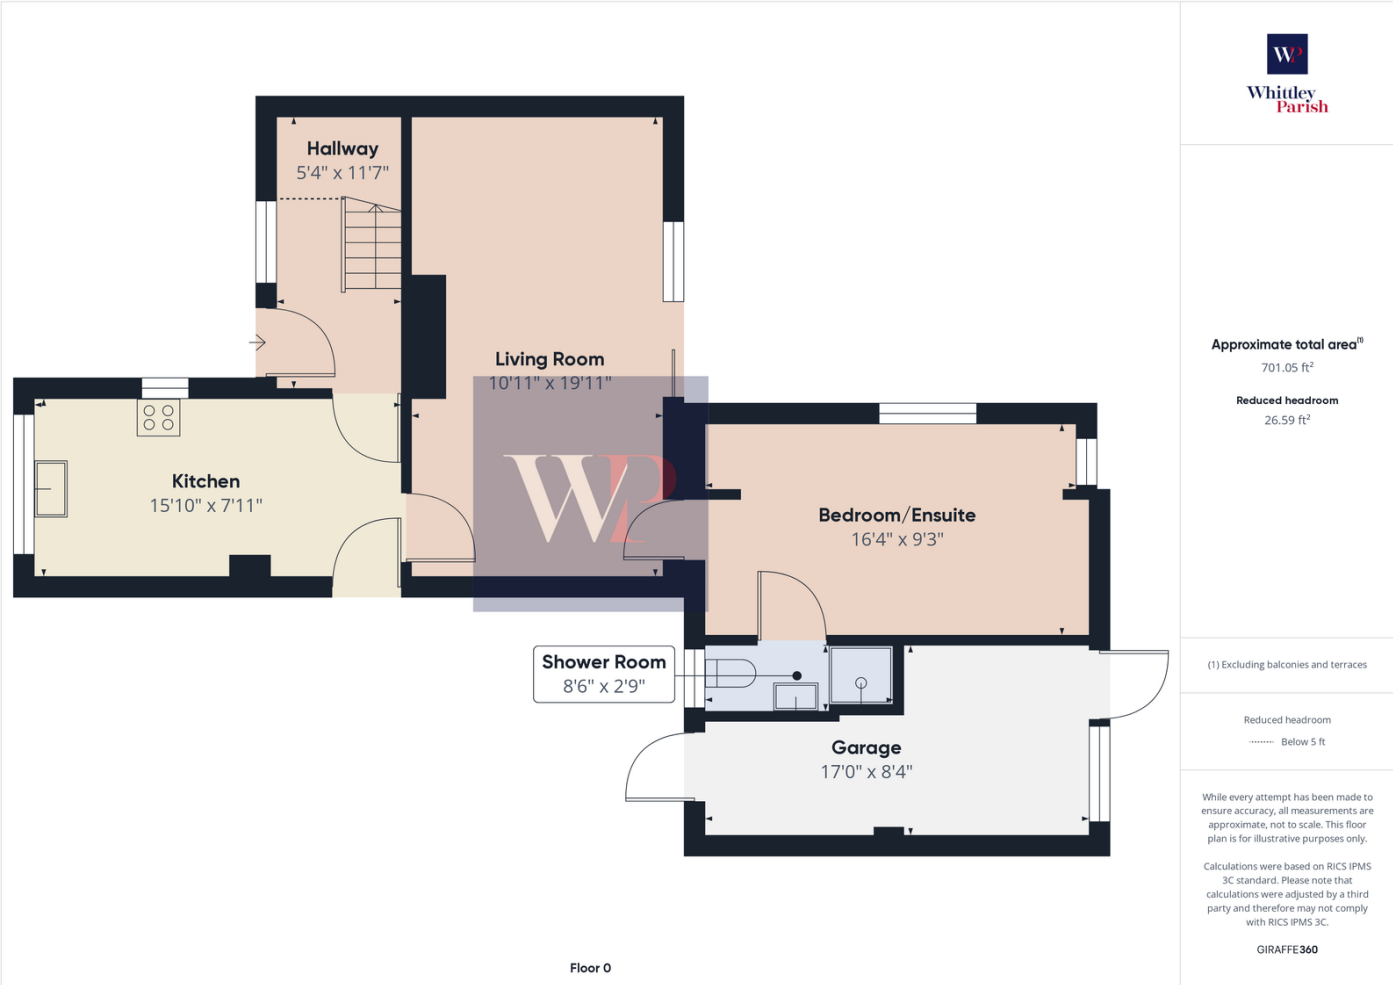 Hallway
5'4" x 11'7"
Living Room
10'11" x 19'11"
Kitchen
15'10" x 7'11"
WP
Bedroom/Ensuite
16'4" x 9'3"
Shower Room
8'6" x 2'9"
Garage
17'0" x 8'4"
Floor 0
WP
Whittley
Parish
Approximate total area⁽¹⁾
701.05 ft²
Reduced headroom
26.59 ft²
(1) Excluding balconies and terraces
Reduced headroom
Below 5 ft
While every attempt has been made to
ensure accuracy, all measurements are
approximate, not to scale. This floor
plan is for illustrative purposes only.
Calculations were based on RICS IPMS
3C standard. Please note that
calculations were adjusted by a third
party and therefore may not comply
with RICS IPMS 3C.
GIRAFFE360